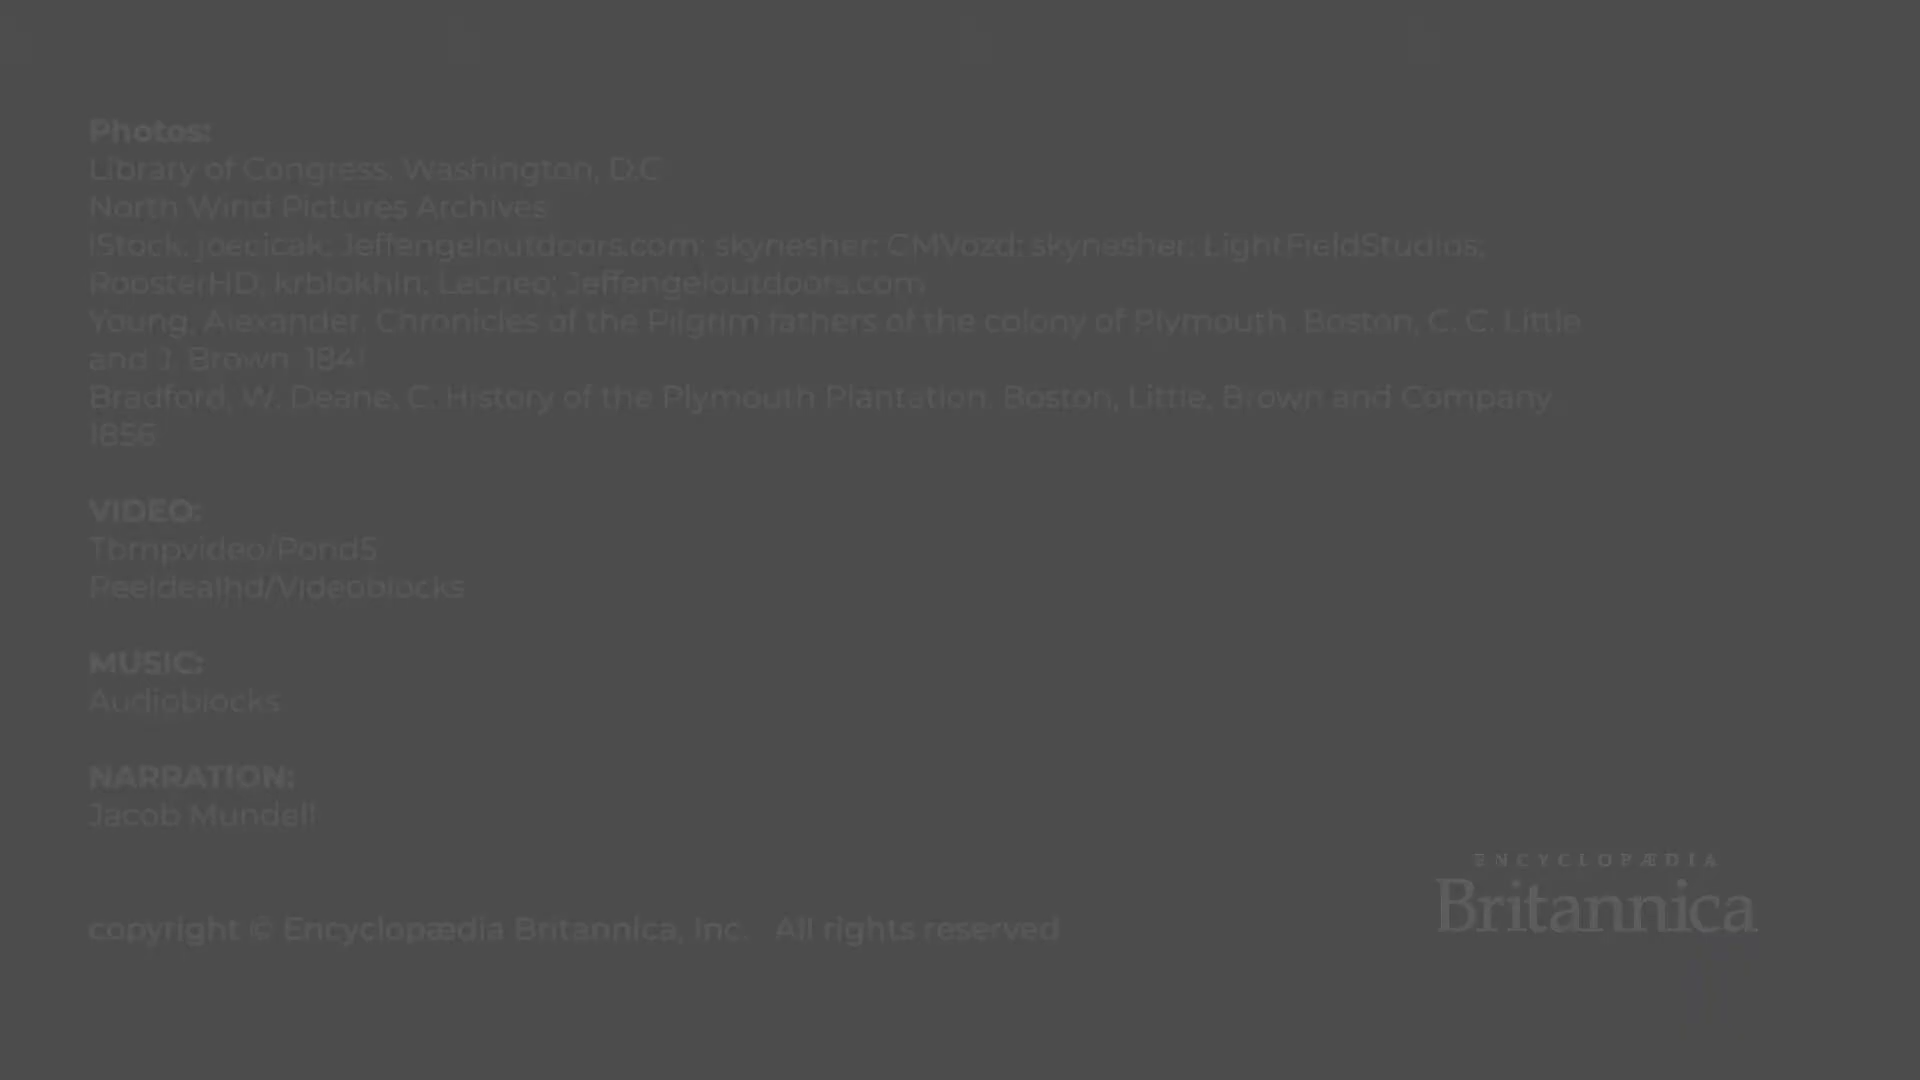 Photos:
Library of Congress, Washington, D.C
North Wind Pictures Archives
iStock: joecicak; Jeffengeloutdoors.com; skynesher; CMVozd; skynesher; LightFieldStudios;
RoosterHD; krblokhin; Lecneo; Jeffengeloutdoors.com
Young, Alexander. Chronicles of the Pilgrim fathers of the colony of Plymouth. Boston, C. C. Little
and J. Brown, 1841
Bradford, W. Deane, C. History of the Plymouth Plantation. Boston, Little, Brown and Company
1856
VIDEO:
Tbmpvideo/Pond5
Reeldealhd/Videoblocks
MUSIC:
Audioblocks
NARRATION:
Jacob Mundell
copyright © Encyclopædia Britannica, Inc. All rights reserved
ENCYCLOPÆDIA
Britannica